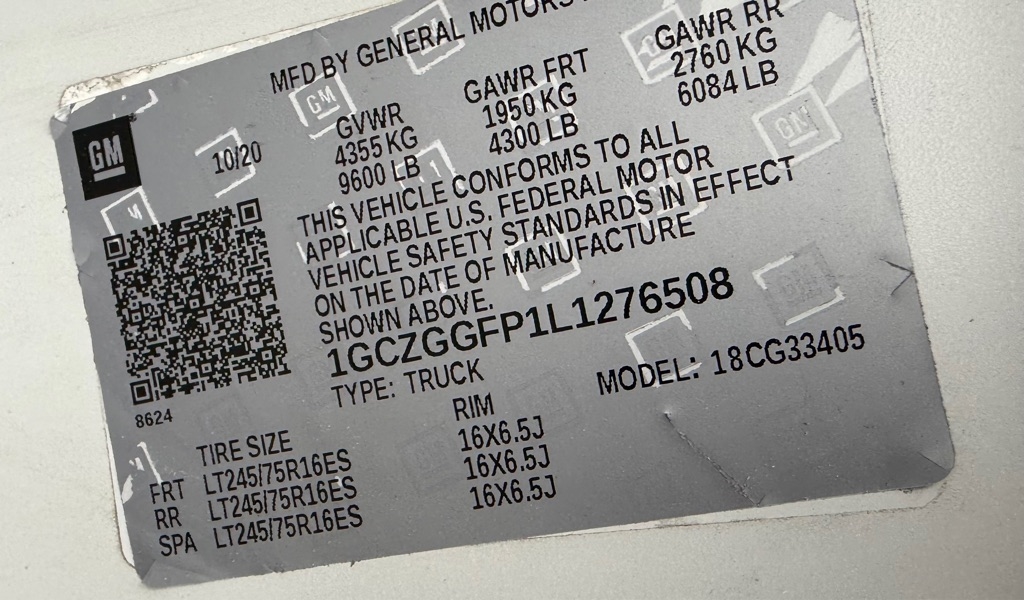 MFD BY GENERAL MOTORS
GM
10/20
GVWR
4355 KG
9600 LB
GAWR FRT
1950 KG
4300 LB
GAWR RR
2760 KG
6084 LB
THIS VEHICLE CONFORMS TO ALL
APPLICABLE U.S. FEDERAL MOTOR
VEHICLE SAFETY STANDARDS IN EFFECT
ON THE DATE OF MANUFACTURE
SHOWN ABOVE.
1GCZGGFP1L1276508
TYPE: TRUCK
MODEL: 18CG33405
8624
TIRE SIZE RIM
FRT LT245/75R16ES 16X6.5J
RR LT245/75R16ES 16X6.5J
SPA LT245/75R16ES 16X6.5J